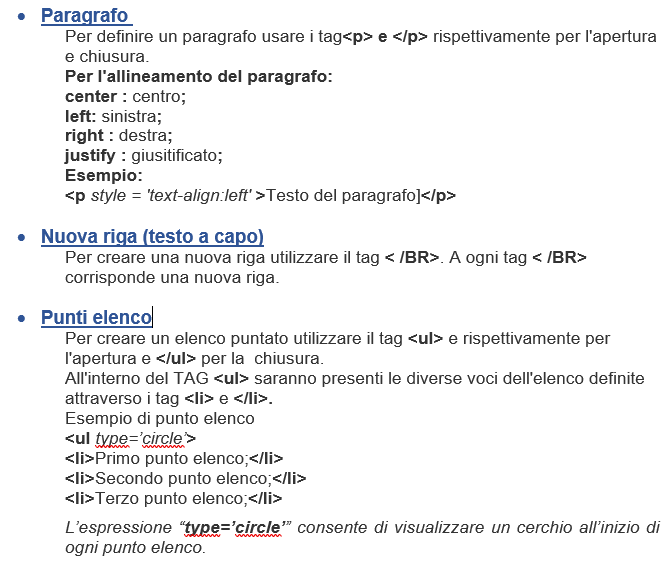 • Paragrafo
Per definire un paragrafo usare i tag<p> e </p> rispettivamente per l'apertura
e chiusura.
Per l'allineamento del paragrafo:
center : centro;
left: sinistra;
right : destra;
justify : giusitificato;
Esempio:
<p style = 'text-align:left' >Testo del paragrafo]</p>
• Nuova riga (testo a capo)
Per creare una nuova riga utilizzare il tag < /BR>. A ogni tag < /BR>
corrisponde una nuova riga.
• Punti elenco
Per creare un elenco puntato utilizzare il tag <ul> e rispettivamente per
l'apertura e </ul> per la  chiusura.
All'interno del TAG <ul> saranno presenti le diverse voci dell'elenco definite
attraverso i tag <li> e </li>.
Esempio di punto elenco
<ul type=’circle’>
<li>Primo punto elenco;</li>
<li>Secondo punto elenco;</li>
<li>Terzo punto elenco;</li>
L’espressione “type=’circle’” consente di visualizzare un cerchio all’inizio di
ogni punto elenco.